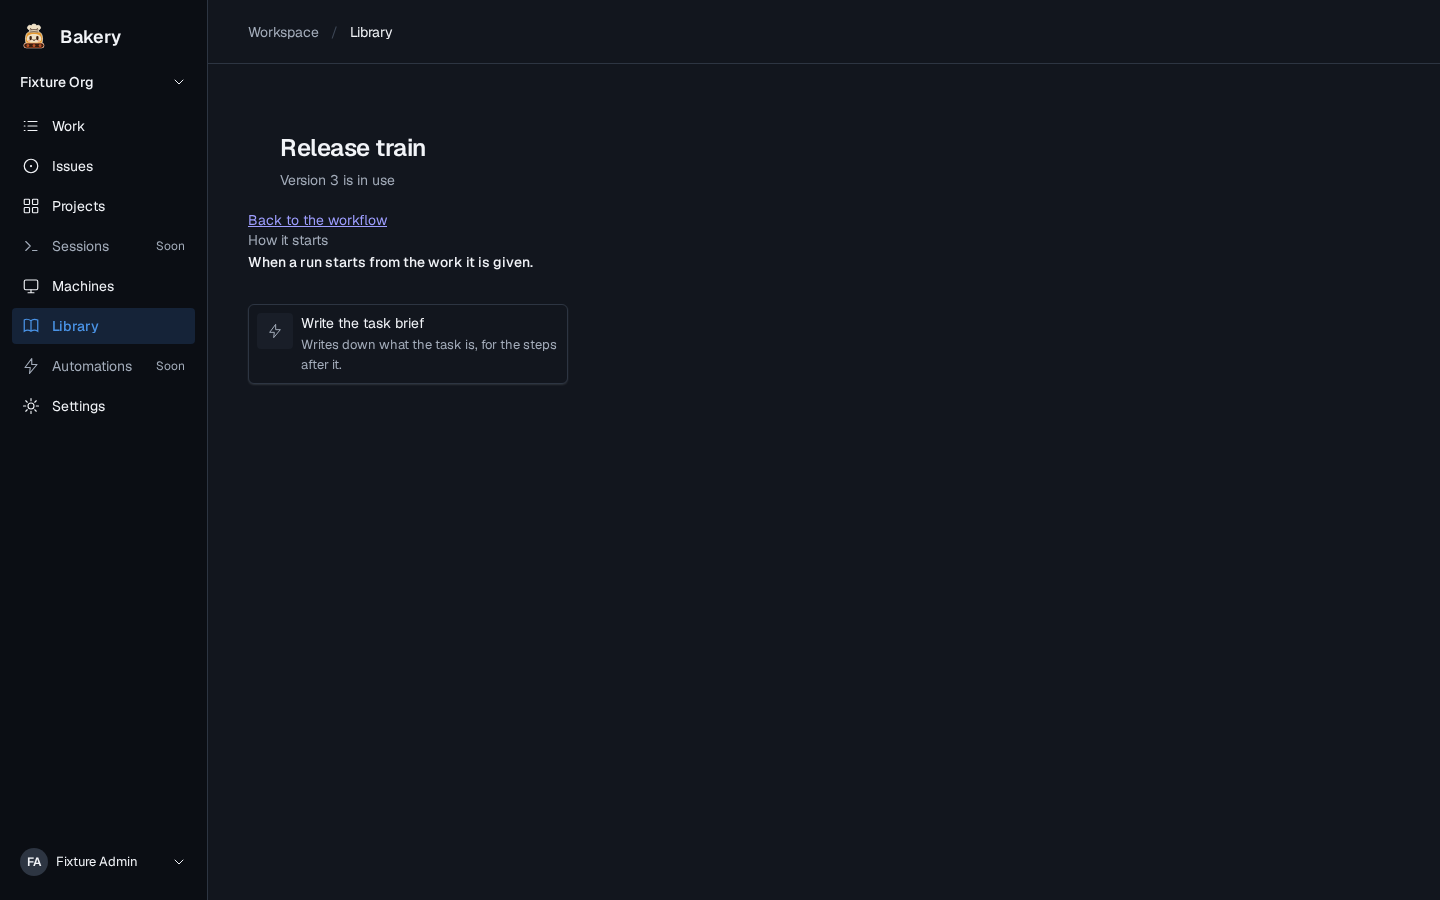 Bakery
Fixture Org
Work
Issues
Projects
Sessions Soon
Machines
Library
Automations Soon
Settings
FA Fixture Admin
Workspace / Library
Release train
Version 3 is in use
Back to the workflow
How it starts
When a run starts from the work it is given.
Write the task brief
Writes down what the task is, for the steps
after it.